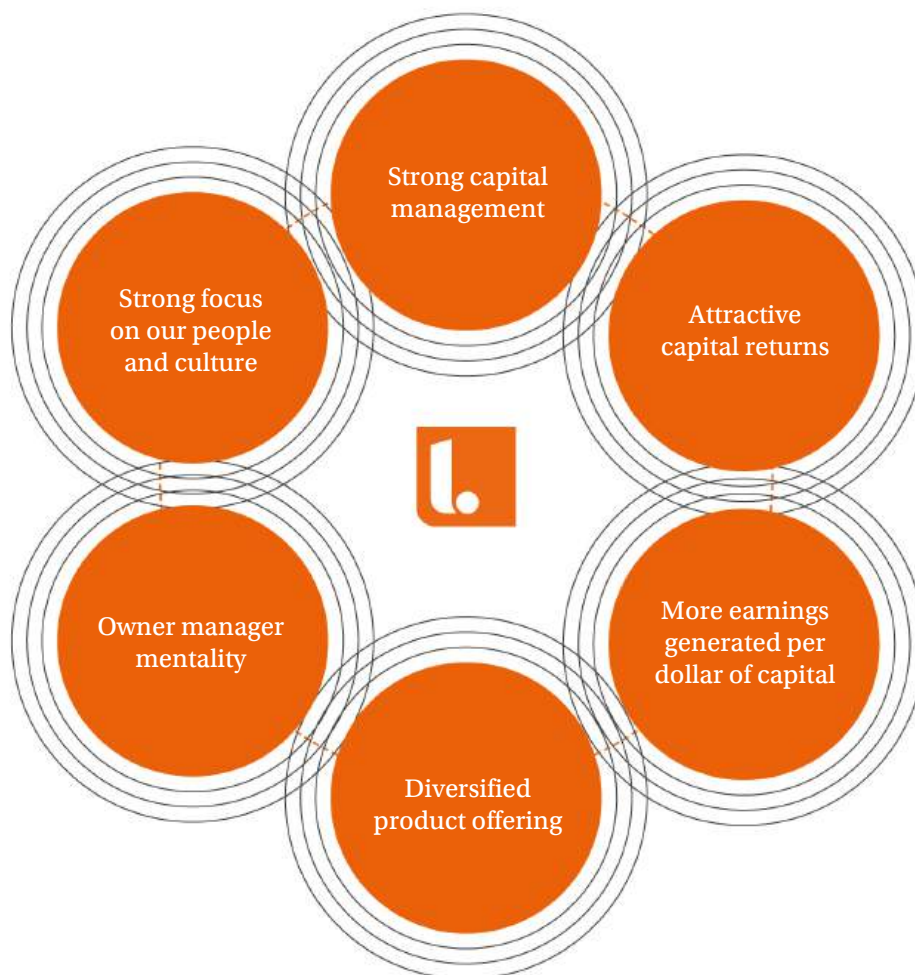 Strong capital
management
Attractive
capital returns
More earnings
generated per
dollar of capital
Diversified
product offering
Owner manager
mentality
Strong focus
on our people
and culture
l.